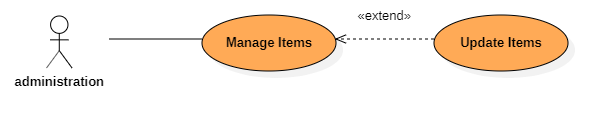 «extend»
Manage Items
Update Items
administration